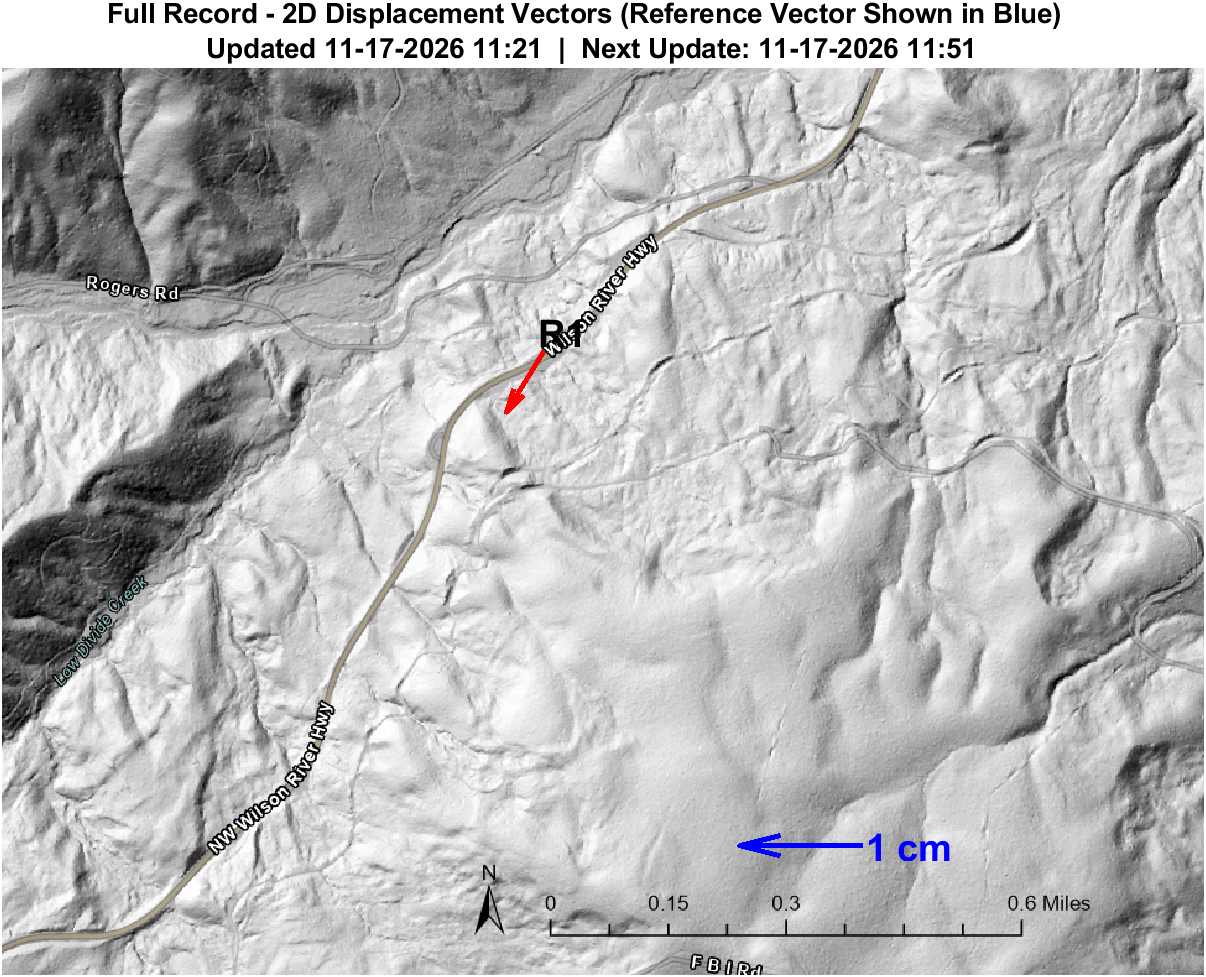 Full Record - 2D Displacement Vectors (Reference Vector Shown in Blue)
Updated 11-17-2026 11:21 | Next Update: 11-17-2026 11:51
Rogers Rd
Wilson River Hwy
R1
Low Divide Creek
NW Wilson River Hwy
1 cm
N
0 0.15 0.3 0.6 Miles
F B I Rd